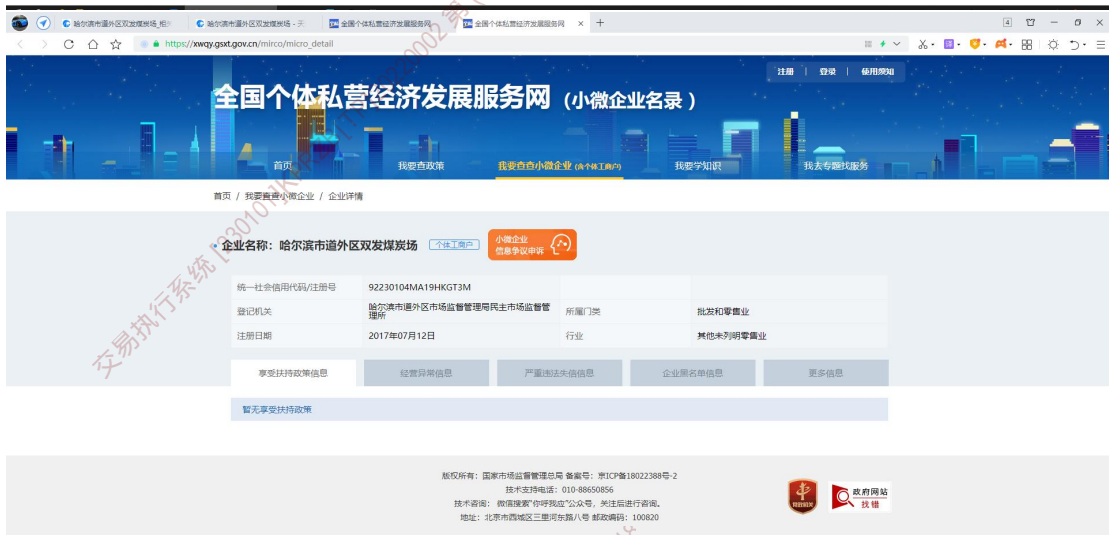 哈尔滨市道外区双发煤炭场_相
哈尔滨市道外区双发煤炭场 - 天
全国个体私营经济发展服务网
全国个体私营经济发展服务网
https://xwqy.gsxt.gov.cn/mirco/micro_detail
注册 | 登录 | 使用须知
全国个体私营经济发展服务网 (小微企业名录)
首页 我要查政策 我要查查小微企业 (含个体工商户) 我要学知识 我去专题找服务
首页 / 我要查查小微企业 / 企业详情
企业名称:哈尔滨市道外区双发煤炭场 个体工商户 小微企业
信息争议申诉
统一社会信用代码/注册号 92230104MA19HKGT3M
登记机关 哈尔滨市道外区市场监督管理局民主市场监督管
理所 所属门类 批发和零售业
注册日期 2017年07月12日 行业 其他未列明零售业
享受扶持政策信息 经营异常信息 严重违法失信信息 企业黑名单信息 更多信息
暂无享受扶持政策
版权所有:国家市场监督管理总局 备案号:京ICP备18022388号-2
技术支持电话:010-88650856
技术咨询: 微信搜索"你呼我应"公众号,关注后进行咨询。
地址:北京市西城区三里河东路八号 邮政编码:100820
党政机关
政府网站
找错
交易执行系统